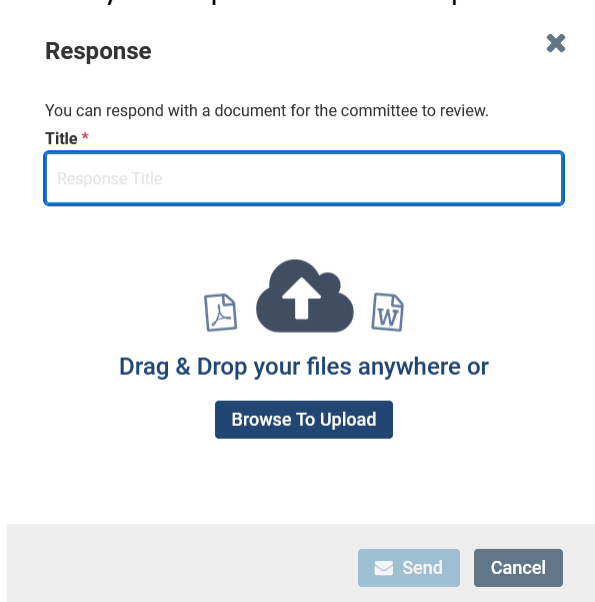 Response
You can respond with a document for the committee to review.
Title *
Response Title
W
Drag & Drop your files anywhere or
Browse To Upload
Send
Cancel